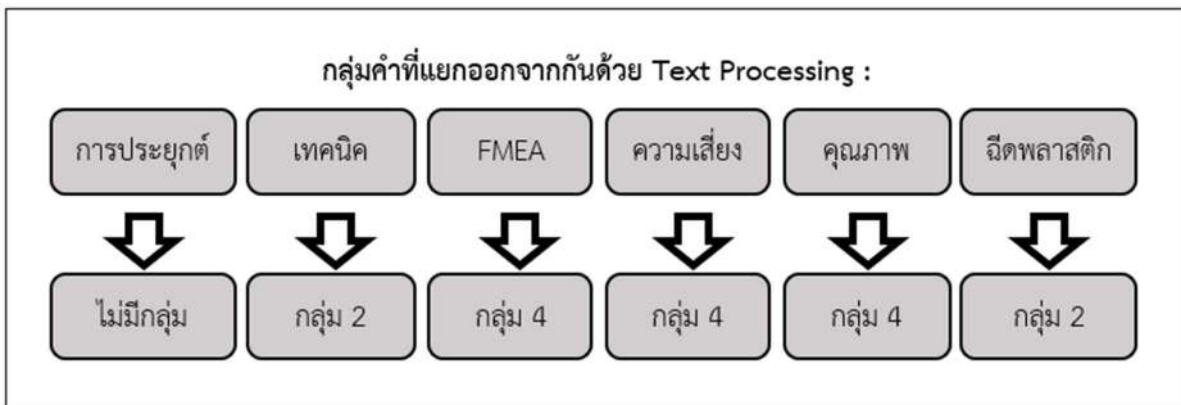 กลุ่มคำที่แยกออกจากกันด้วย Text Processing :
การประยุกต์ เทคนิค FMEA ความเสี่ยง คุณภาพ ฉีดพลาสติก
ไม่มีกลุ่ม กลุ่ม 2 กลุ่ม 4 กลุ่ม 4 กลุ่ม 4 กลุ่ม 2